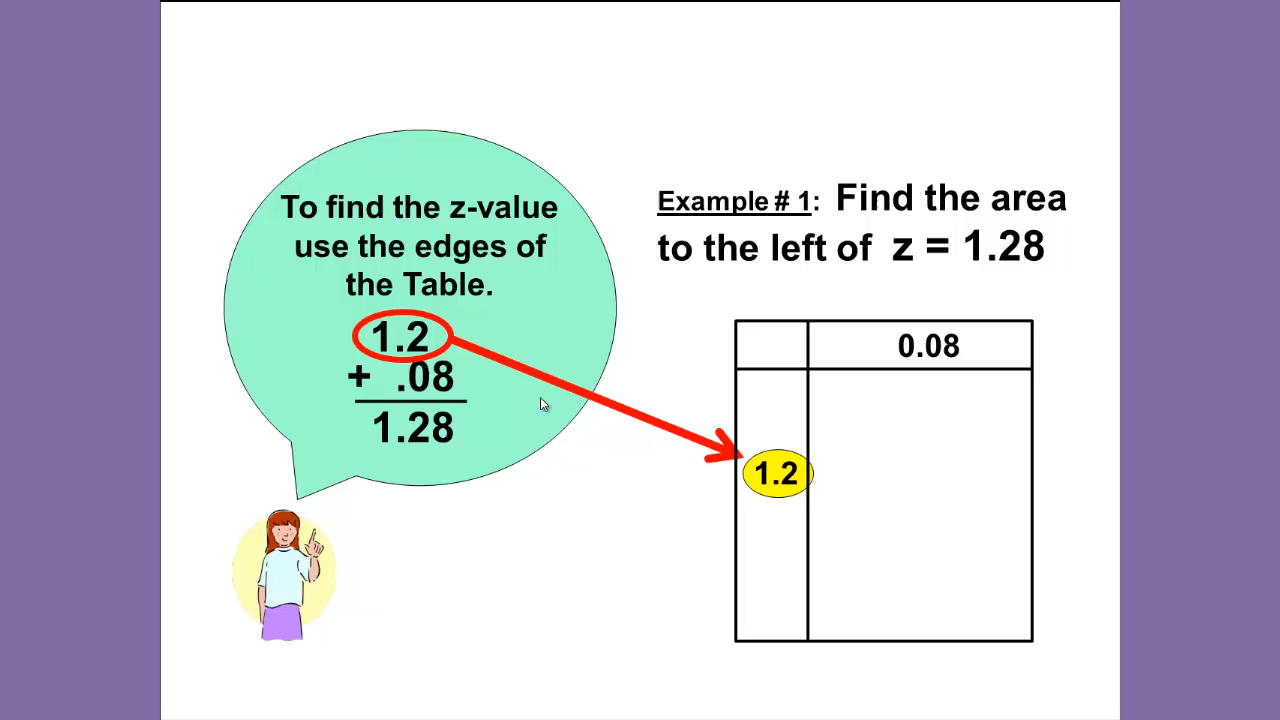 To find the z-value
use the edges of
the Table.
1.2
+ .08
1.28
Example # 1: Find the area
to the left of z = 1.28
0.08
1.2